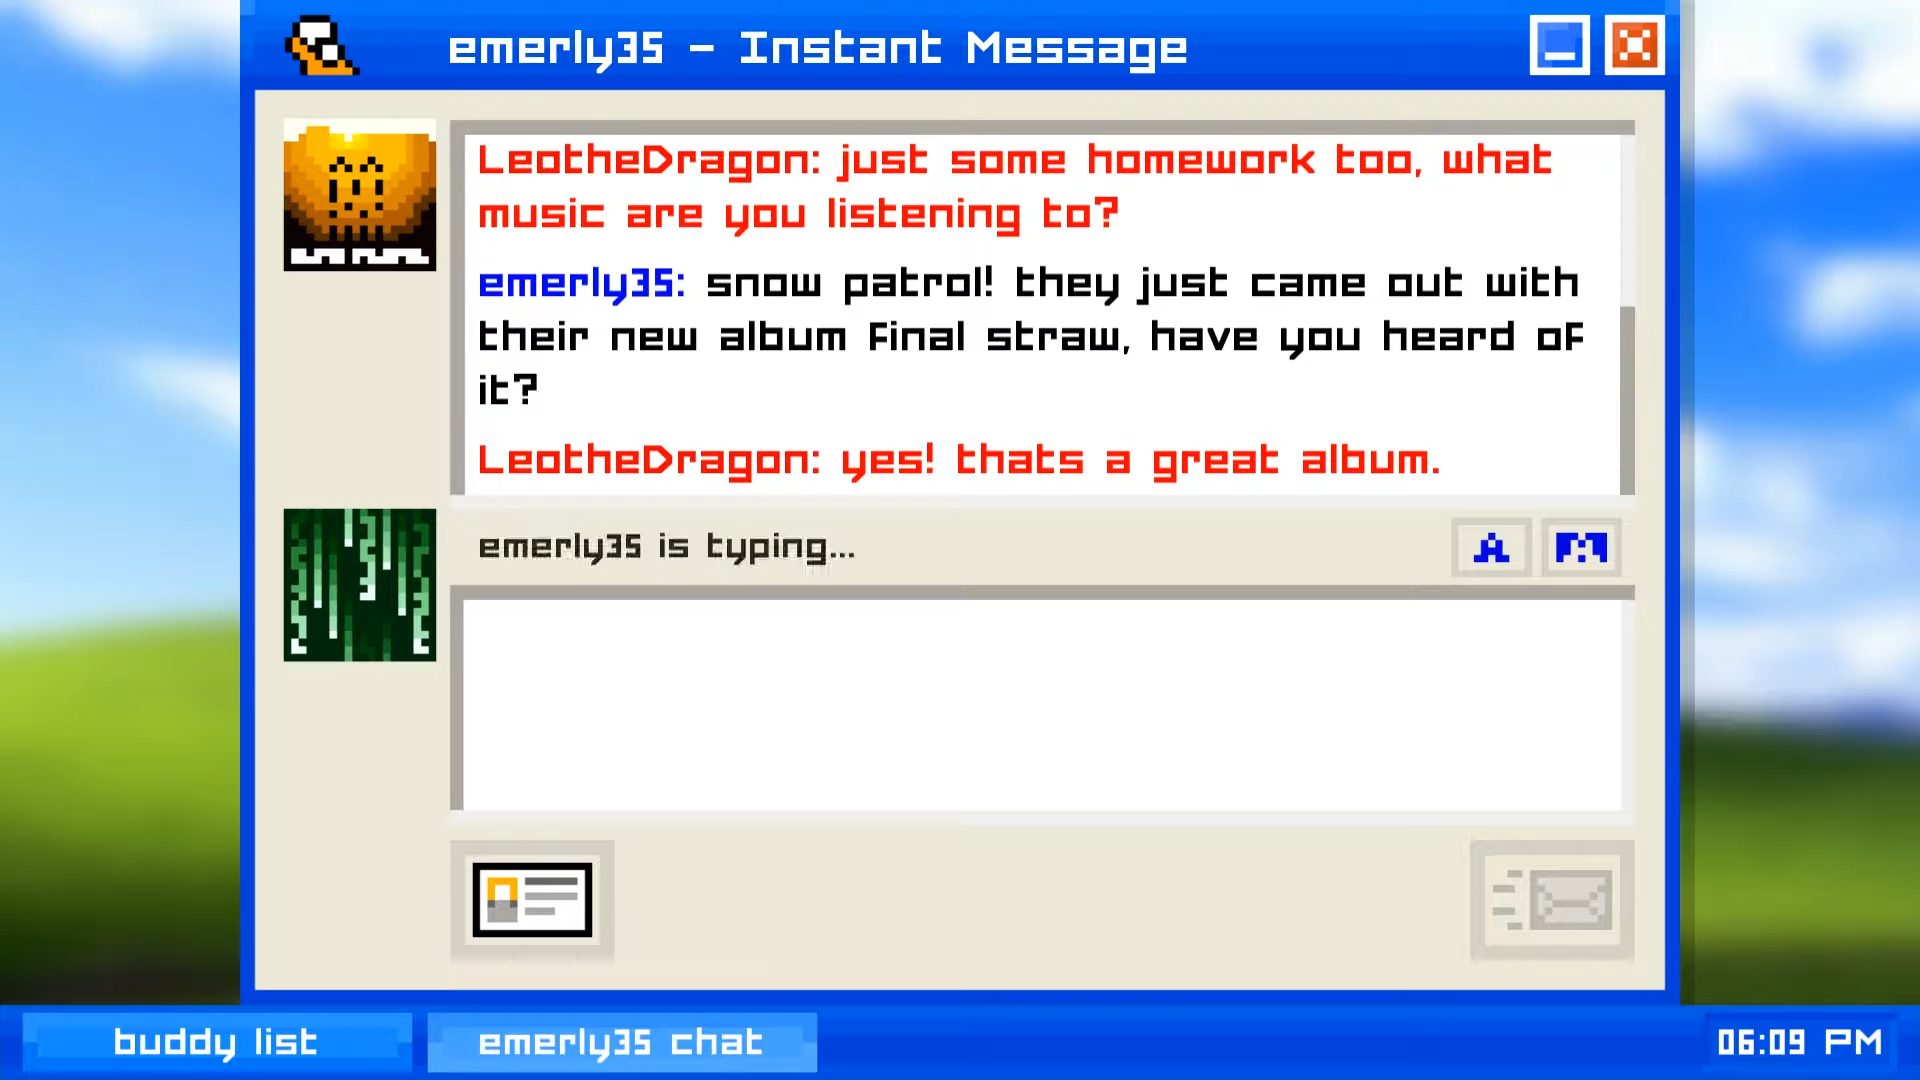 emerly35 - Instant Message
LeotheDragon: just some homework too, what
music are you listening to?
emerly35: snow patrol! they just came out with
their new album final straw, have you heard of
it?
LeotheDragon: yes! thats a great album.
emerly35 is typing...
A
buddy list
emerly35 chat
06:09 PM